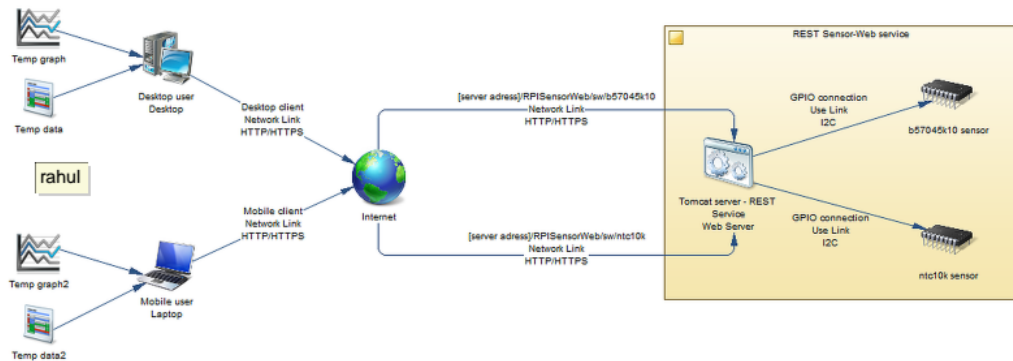 Temp graph
Temp data
Desktop user
Desktop
Desktop client
Network Link
HTTP/HTTPS
rahul
Temp graph2
Temp data2
Mobile user
Laptop
Mobile client
Network Link
HTTP/HTTPS
Internet
[server adress]/RPISensorWeb/sw/b57045k10
Network Link
HTTP/HTTPS
[server adress]/RPISensorWeb/sw/ntc10k
Network Link
HTTP/HTTPS
REST Sensor-Web service
Tomcat server - REST
Service
Web Server
GPIO connection
Use Link
I2C
b57045k10 sensor
GPIO connection
Use Link
I2C
ntc10k sensor